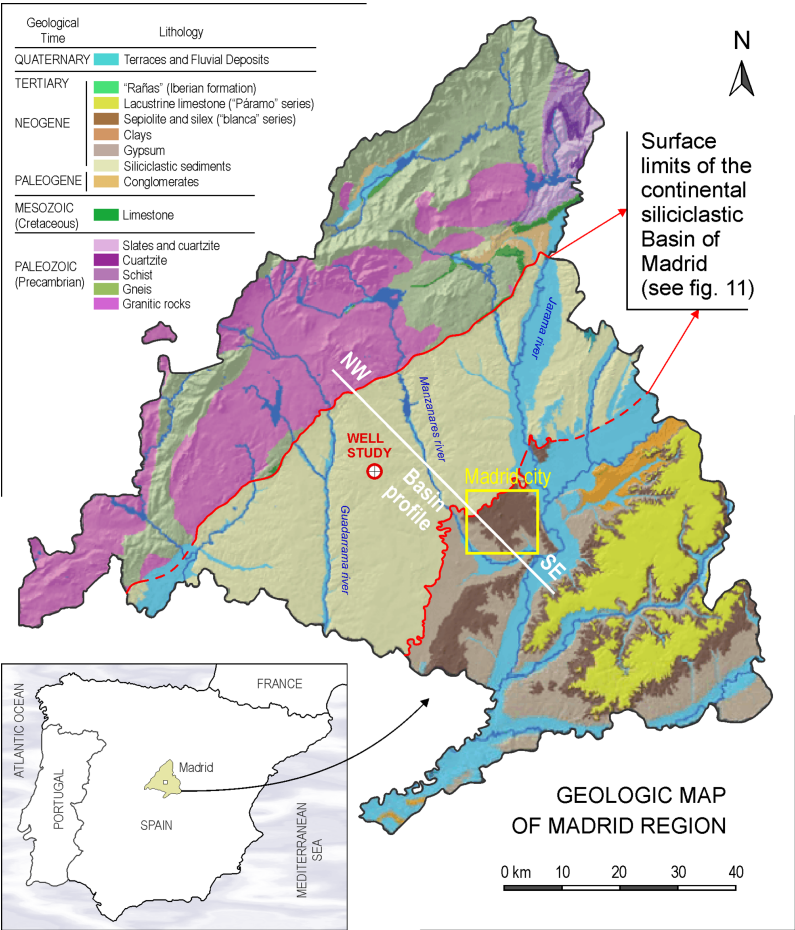 Geological
Time
Lithology
QUATERNARY
Terraces and Fluvial Deposits
TERTIARY
"Rañas" (Iberian formation)
Lacustrine limestone ("Páramo" series)
NEOGENE
Sepiolite and silex ("blanca" series)
Clays
Gypsum
Siliciclastic sediments
PALEOGENE
Conglomerates
MESOZOIC
(Cretaceous)
Limestone
PALEOZOIC
(Precambrian)
Slates and cuartzite
Cuartzite
Schist
Gneis
Granitic rocks
N
Surface
limits of the
continental
siliciclastic
Basin of
Madrid
(see fig. 11)
Jarama river
NW
Manzanares river
WELL
STUDY
Basin
profile
Madrid city
Guadarrama river
SE
FRANCE
ATLANTIC OCEAN
Madrid
PORTUGAL
SPAIN
MEDITERRANEAN
SEA
GEOLOGIC MAP
OF MADRID REGION
0 km 10 20 30 40